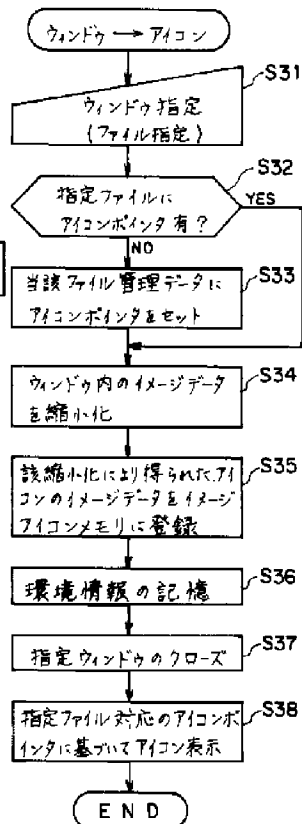 ウィンドウ → アイコン
S31
ウィンドウ指定
(ファイル指定)
S32
指定ファイルに
アイコンポインタ有?
YES
NO
S33
当該ファイル管理データに
アイコンポインタをセット
S34
ウィンドウ内のイメージデータ
を縮小化
S35
該縮小化により得られたアイ
コンのイメージデータをイメージ
アイコンメモリに登録
S36
環境情報の記憶
S37
指定ウィンドウのクローズ
S38
指定ファイル対応のアイコンポ
インタに基づいてアイコン表示
END